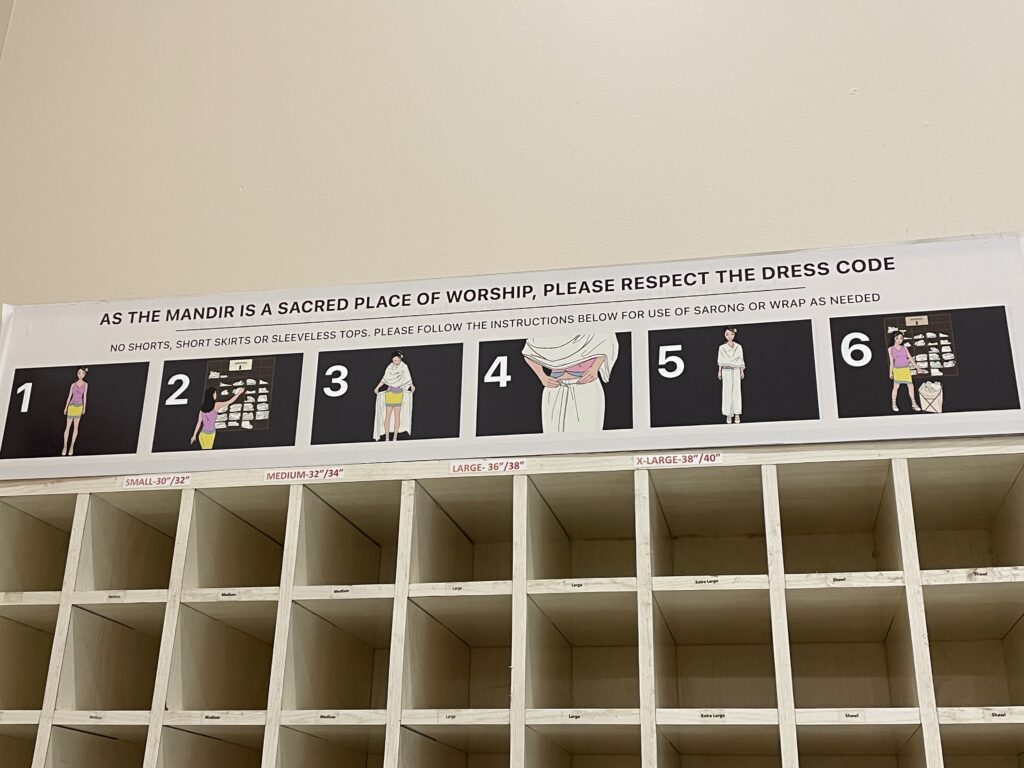 AS THE MANDIR IS A SACRED PLACE OF WORSHIP, PLEASE RESPECT THE DRESS CODE
NO SHORTS, SHORT SKIRTS OR SLEEVELESS TOPS. PLEASE FOLLOW THE INSTRUCTIONS BELOW FOR USE OF SARONG OR WRAP AS NEEDED
1 2 3 4 5 6
SMALL-30"/32" MEDIUM-32"/34" LARGE- 36"/38" X-LARGE-38"/40"
Medium Medium Medium Large Large Extra Large Shawl Shawl
Medium Medium Medium Large Large Extra Large Shawl Shawl